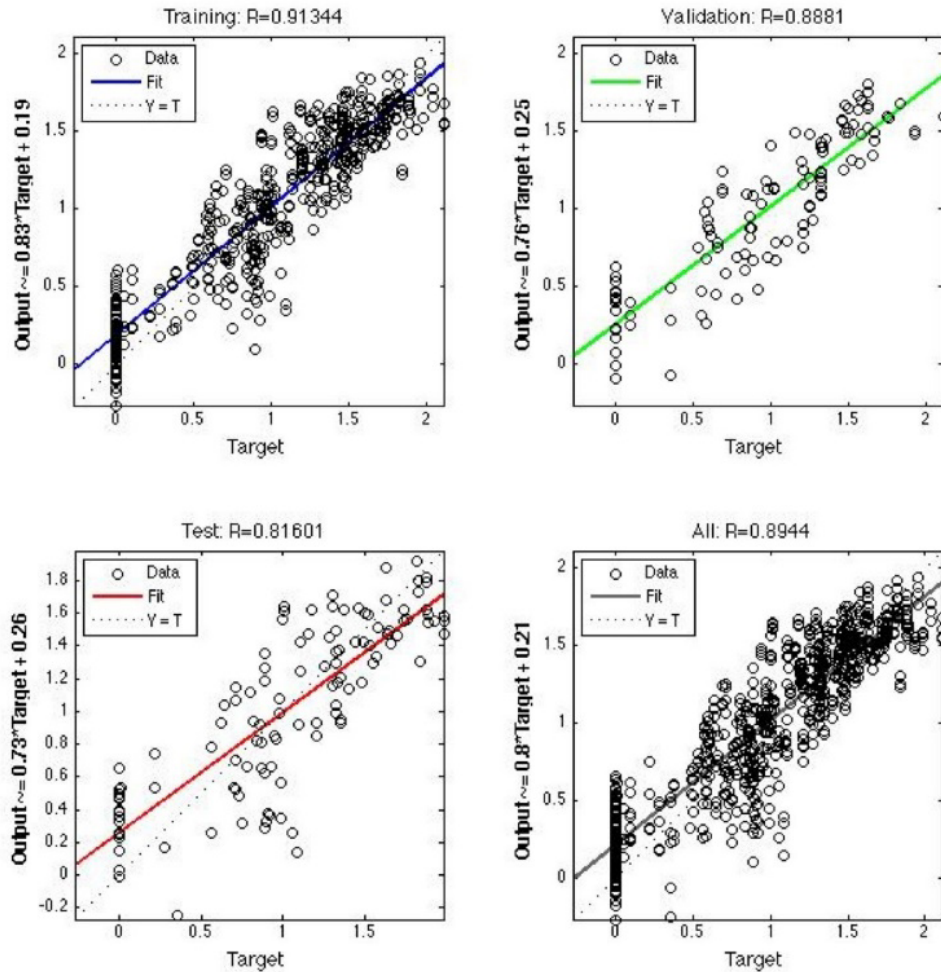 Training: R=0.91344
Output ~= 0.83*Target + 0.19
2
1.5
1
0.5
0
Data
Fit
Y = T
0
0.5
1
1.5
2
Target
Validation: R=0.8881
Output ~= 0.76*Target + 0.25
2
1.5
1
0.5
0
Data
Fit
Y = T
0
0.5
1
1.5
2
Target
Test: R=0.81601
Output ~= 0.73*Target + 0.26
1.8
1.6
1.4
1.2
1
0.8
0.6
0.4
0.2
0
-0.2
Data
Fit
Y = T
0
0.5
1
1.5
Target
All: R=0.8944
Output ~= 0.8*Target + 0.21
2
1.5
1
0.5
0
Data
Fit
Y = T
0
0.5
1
1.5
2
Target